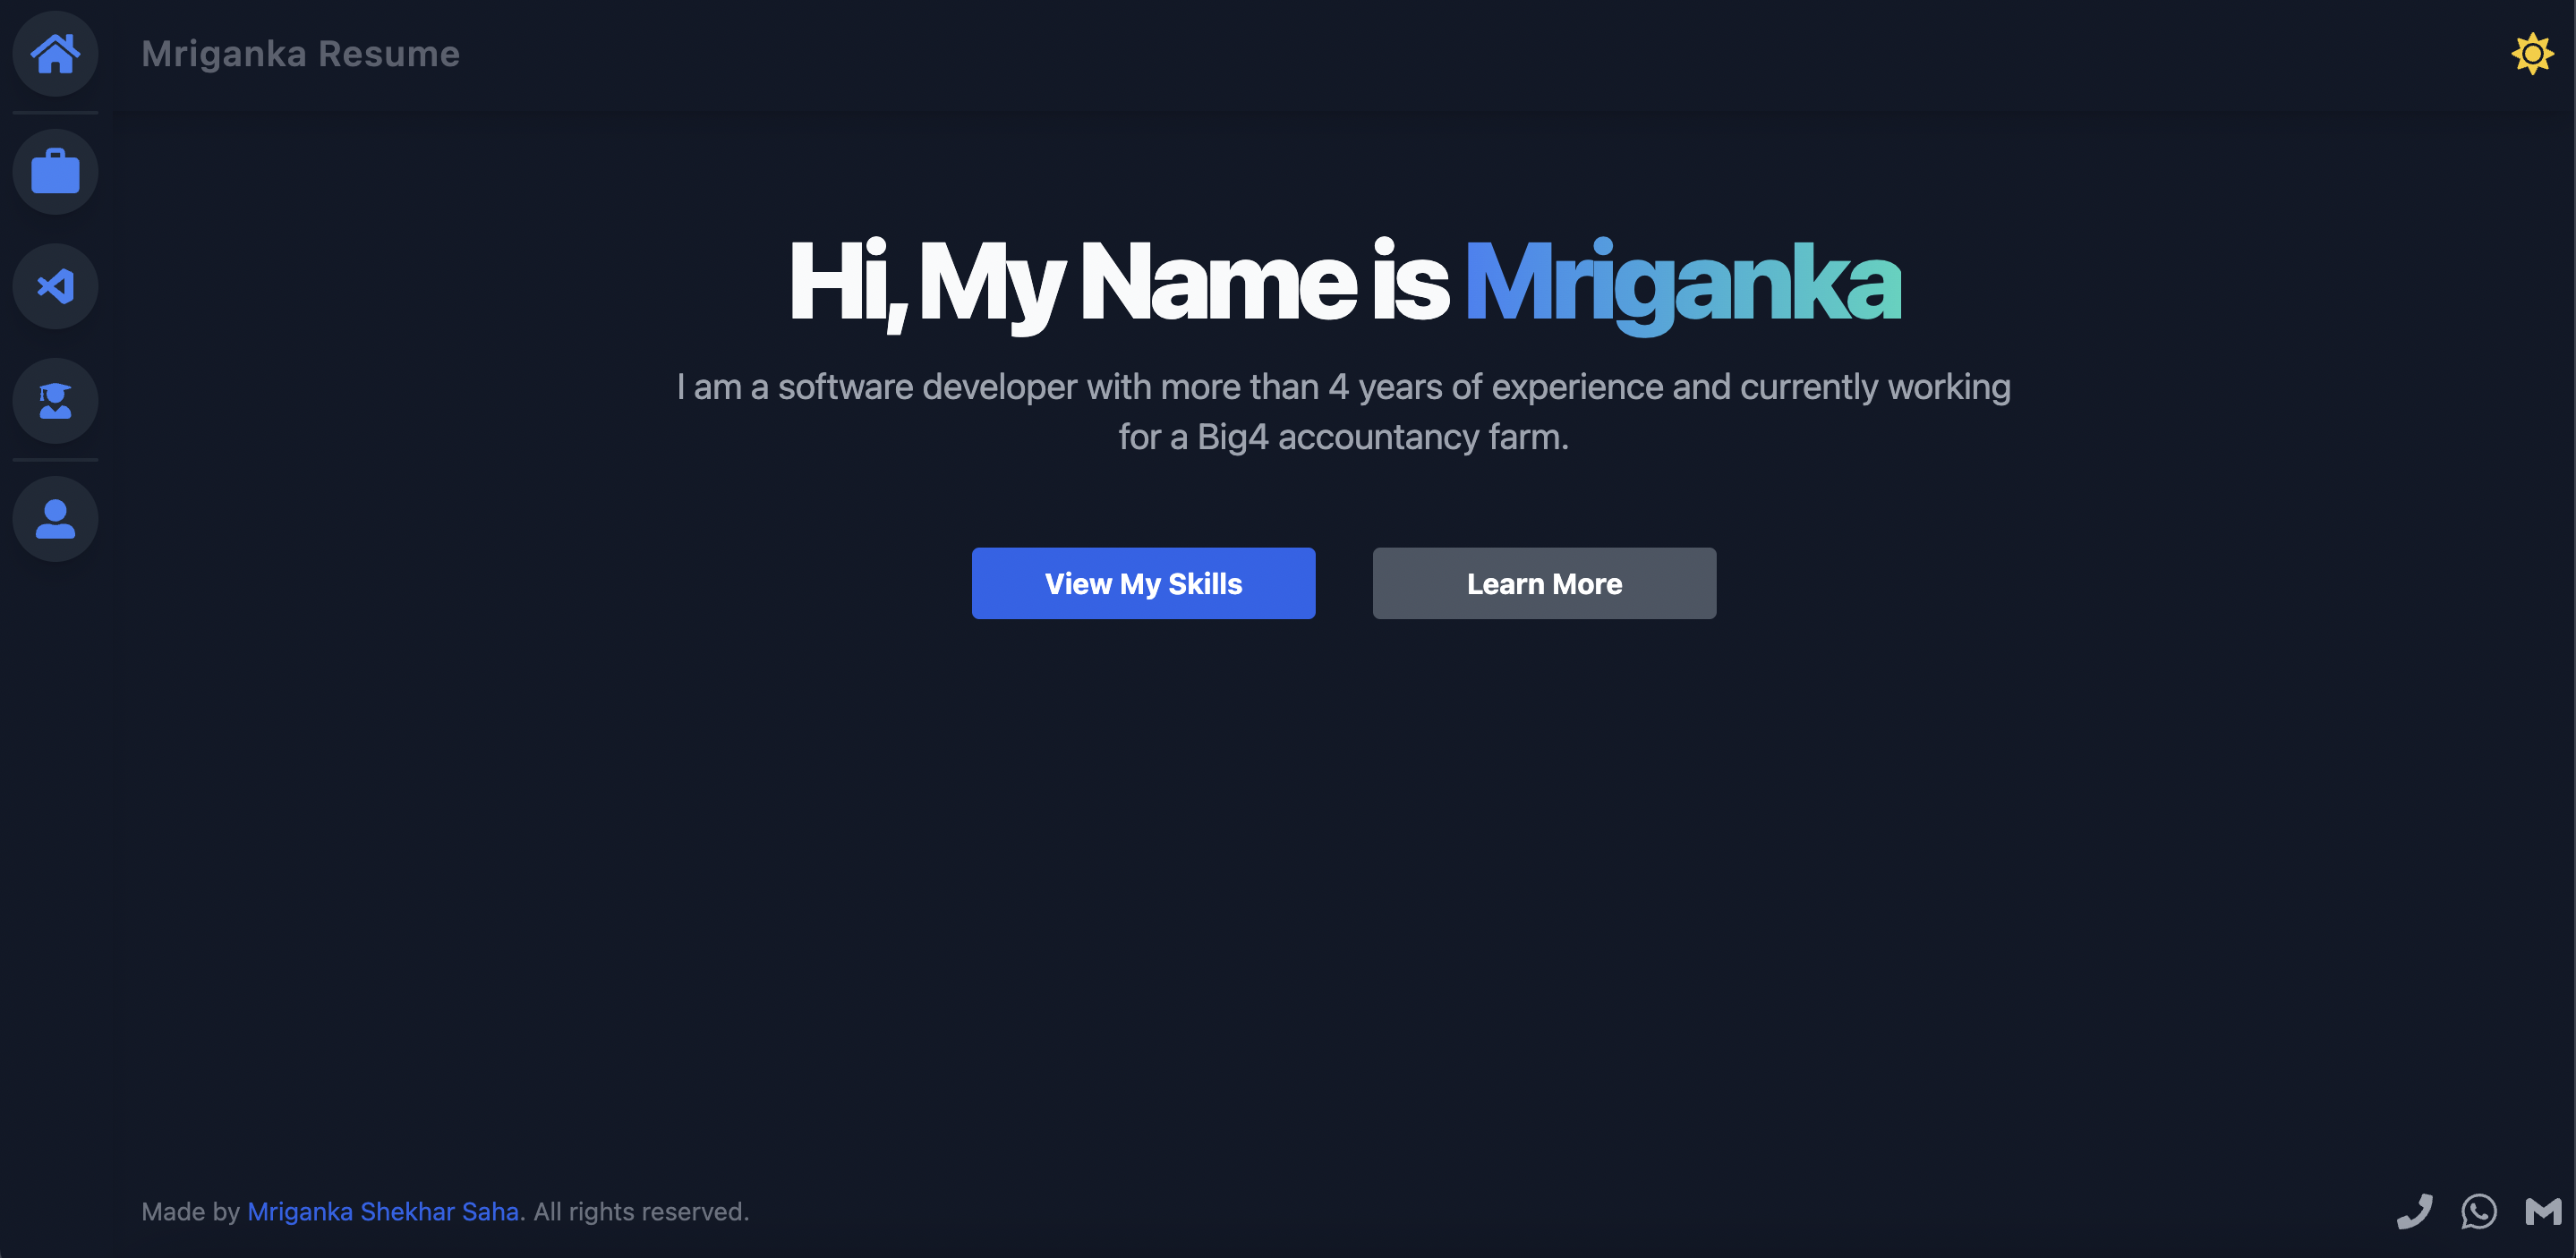 Mriganka Resume
Hi, My Name is Mriganka
I am a software developer with more than 4 years of experience and currently working
for a Big4 accountancy farm.
View My Skills
Learn More
Made by Mriganka Shekhar Saha. All rights reserved.